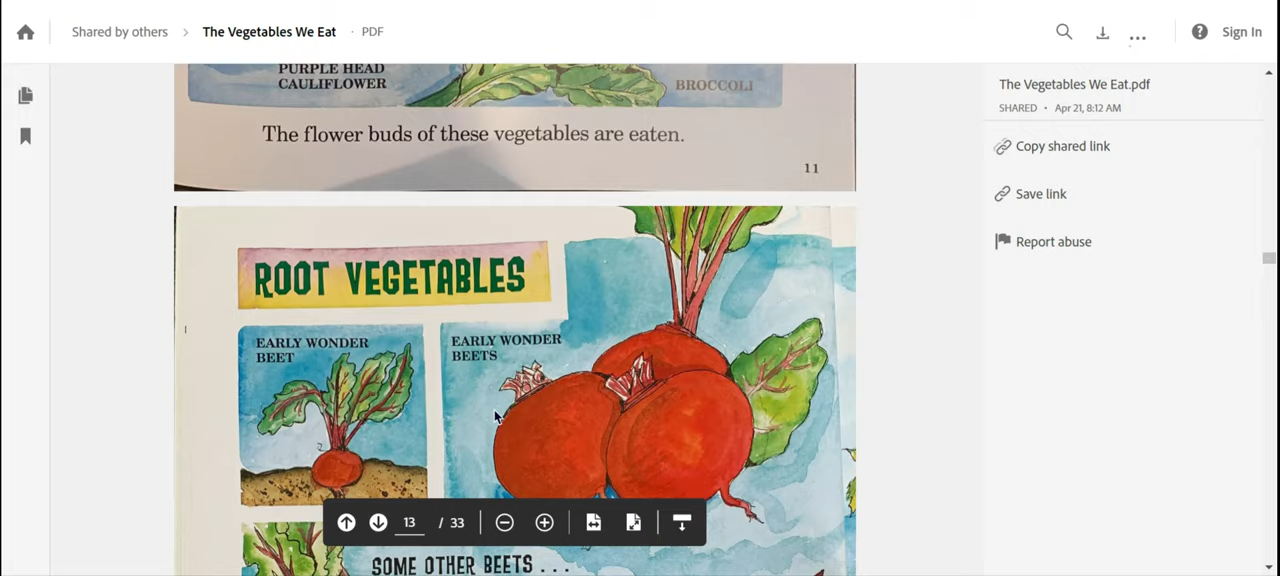 Shared by others > The Vegetables We Eat · PDF
Sign In
The Vegetables We Eat.pdf
SHARED • Apr 21, 8:12 AM
Copy shared link
Save link
Report abuse
PURPLE HEAD
CAULIFLOWER
BROCCOLI
The flower buds of these vegetables are eaten.
11
ROOT VEGETABLES
EARLY WONDER
BEET
EARLY WONDER
BEETS
SOME OTHER BEETS . . .
13 / 33